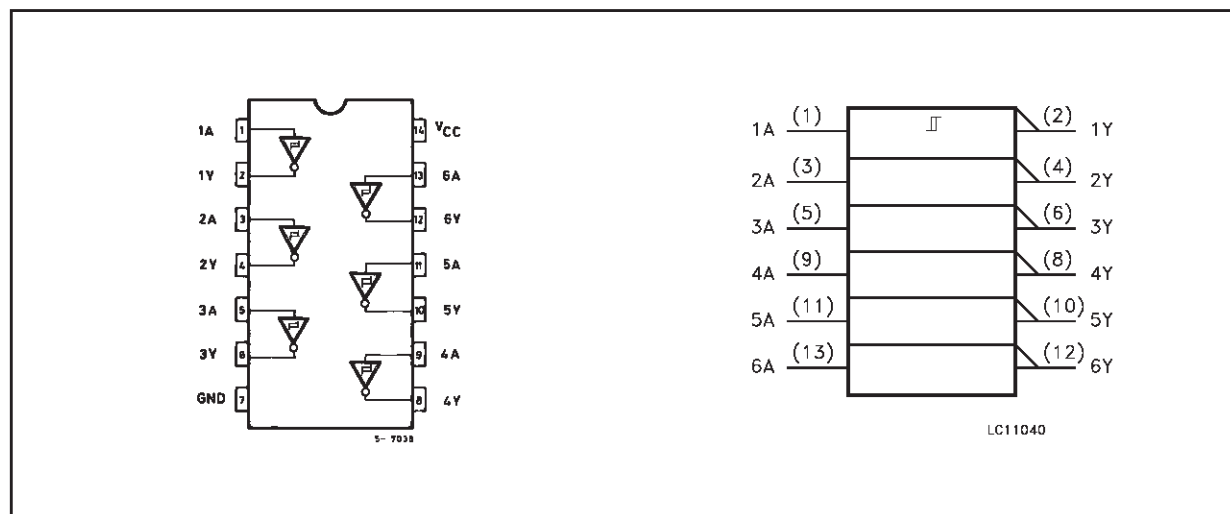 1A 1 14 VCC
1Y 2 13 6A
2A 3 12 6Y
2Y 4 11 5A
3A 5 10 5Y
3Y 6 9 4A
GND 7 8 4Y
S- 7038
1A (1) (2) 1Y
2A (3) (4) 2Y
3A (5) (6) 3Y
4A (9) (8) 4Y
5A (11) (10) 5Y
6A (13) (12) 6Y
LC11040